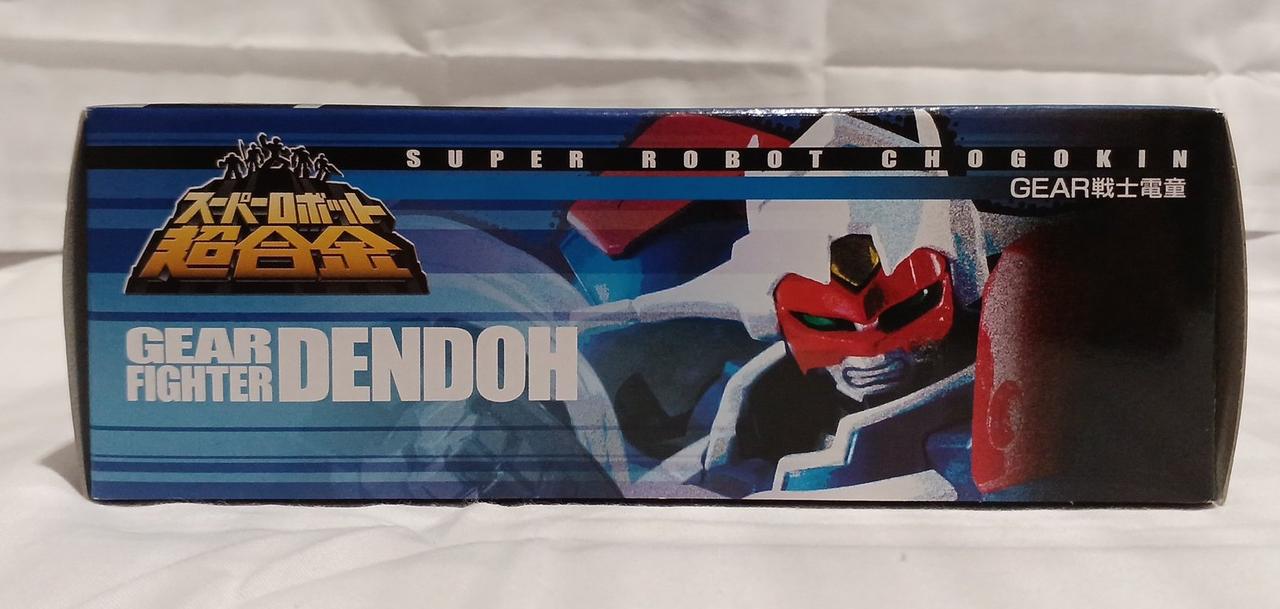 SUPER ROBOT CHOGOKIN
GEAR戦士電童
スーパーロボット
超合金
GEAR
FIGHTER
DENDOH